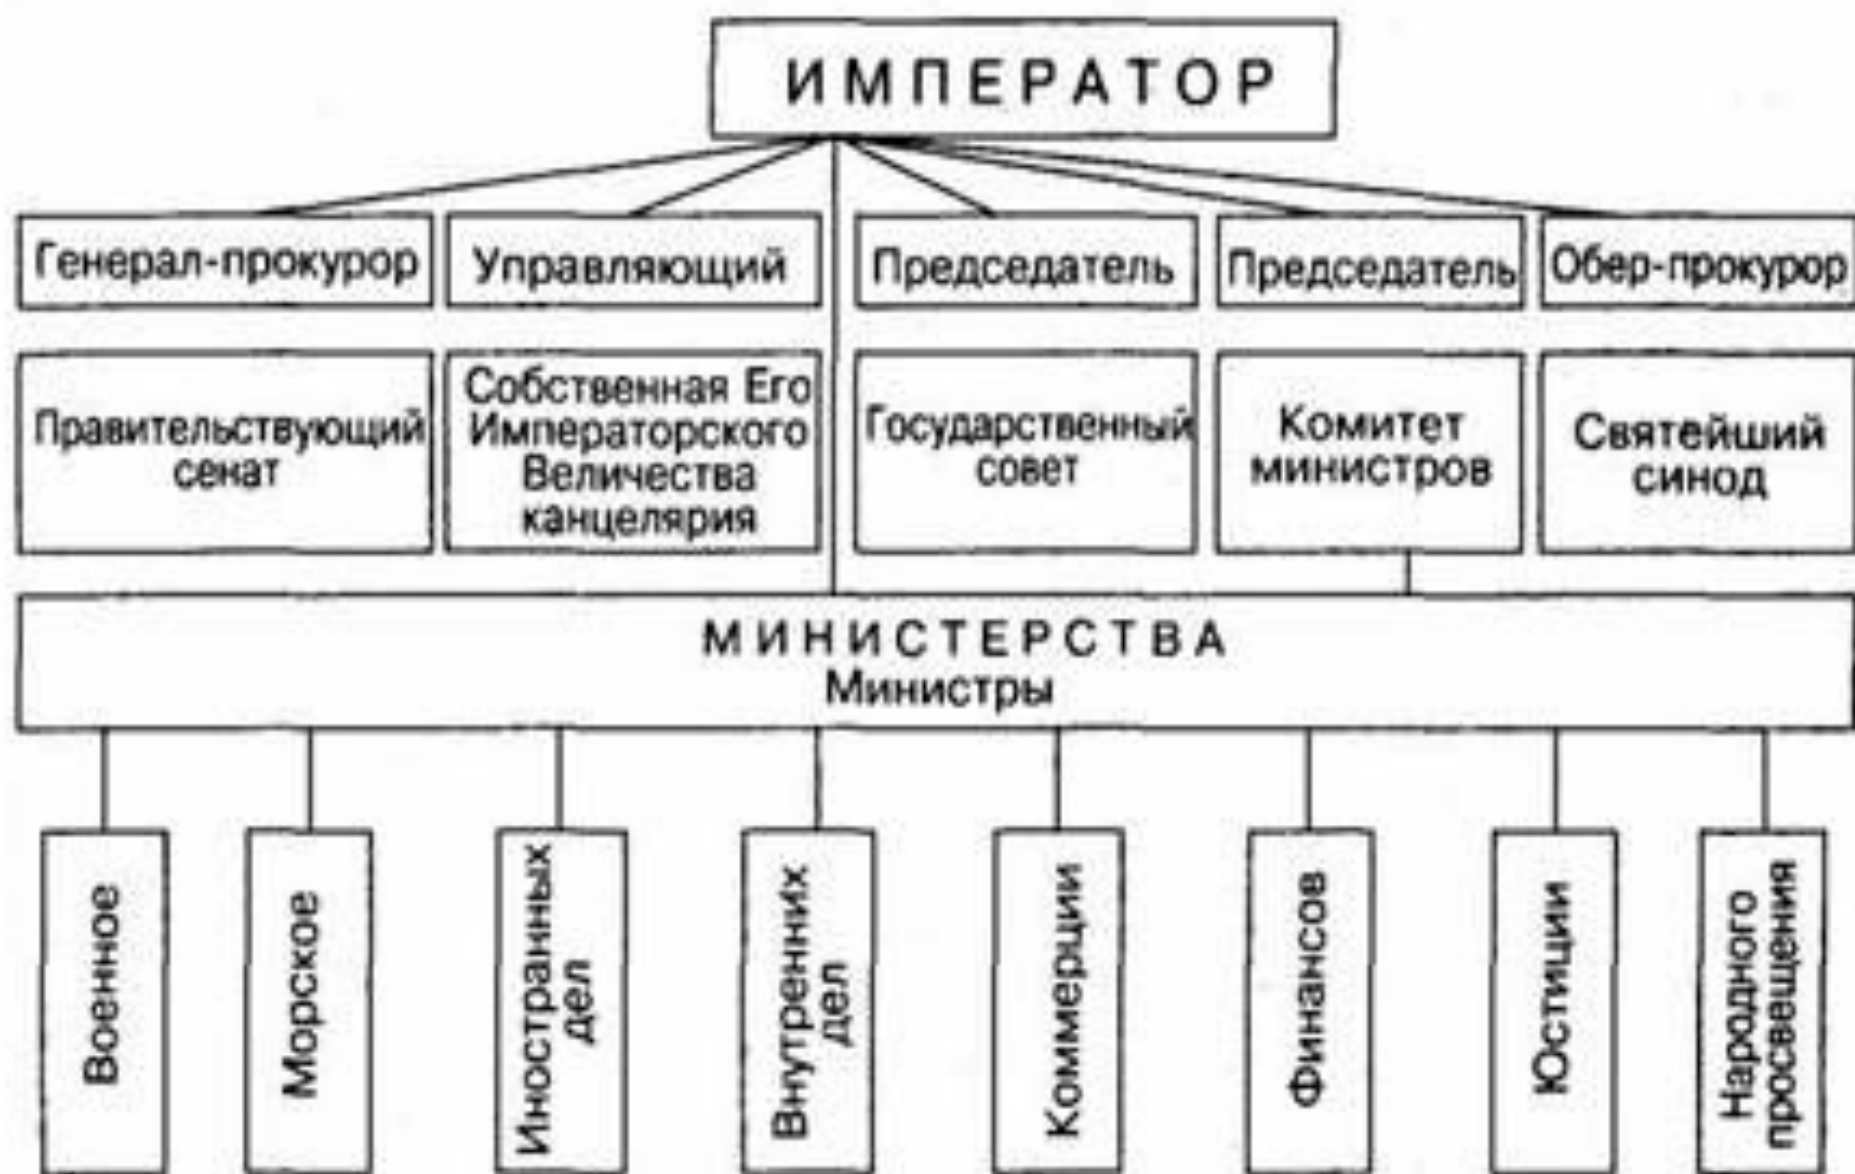 ИМПЕРАТОР
Генерал-прокурор
Управляющий
Председатель
Председатель
Обер-прокурор
Правительствующий
сенат
Собственная Его
Императорского
Величества
канцелярия
Государственный
совет
Комитет
министров
Святейший
синод
МИНИСТЕРСТВА
Министры
Военное
Морское
Иностранных
дел
Внутренних
дел
Коммерции
Финансов
Юстиции
Народного
просвещения